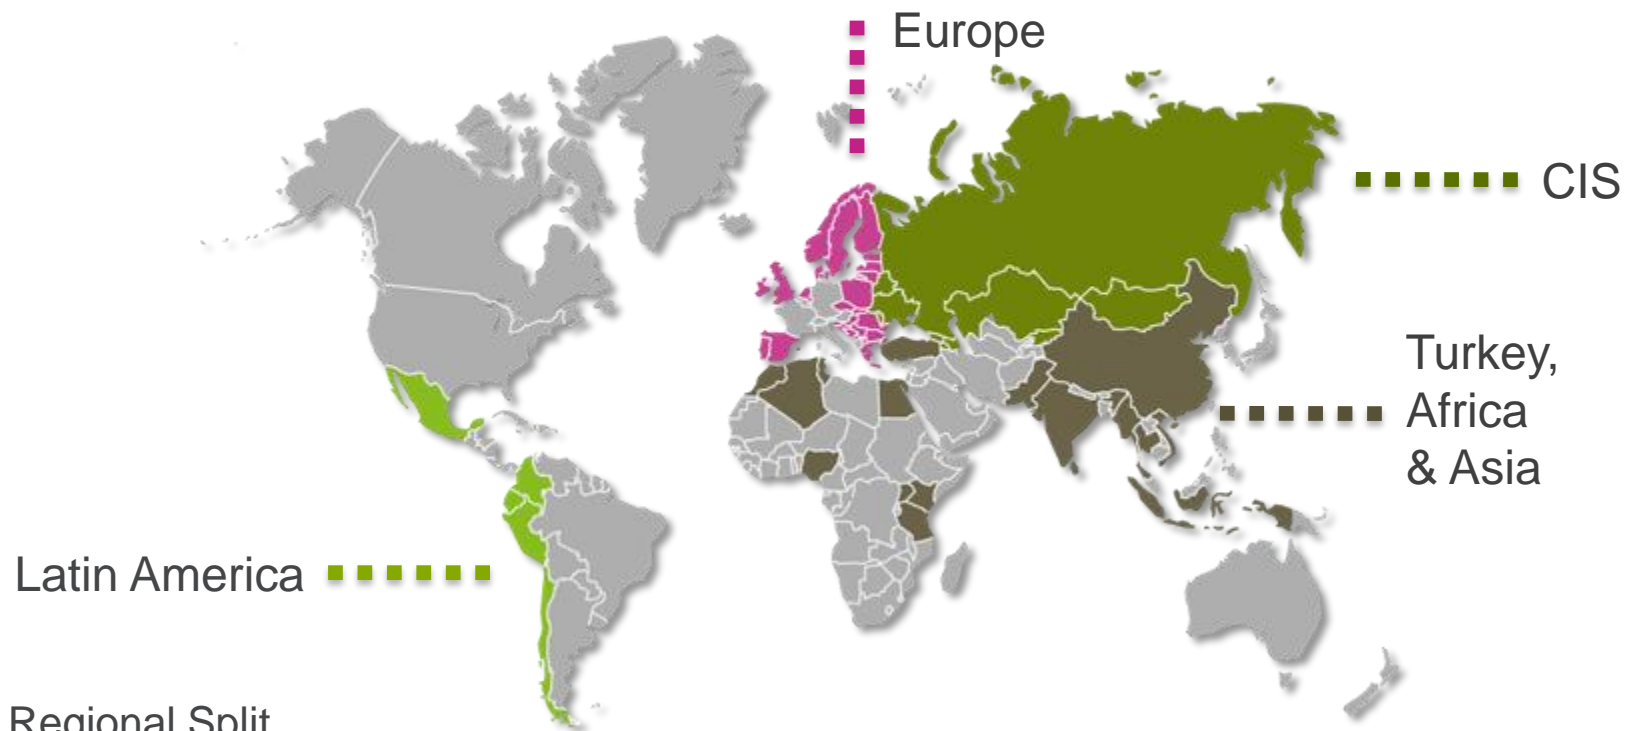 Europe
CIS
Turkey,
Africa
& Asia
Latin America
Regional Split